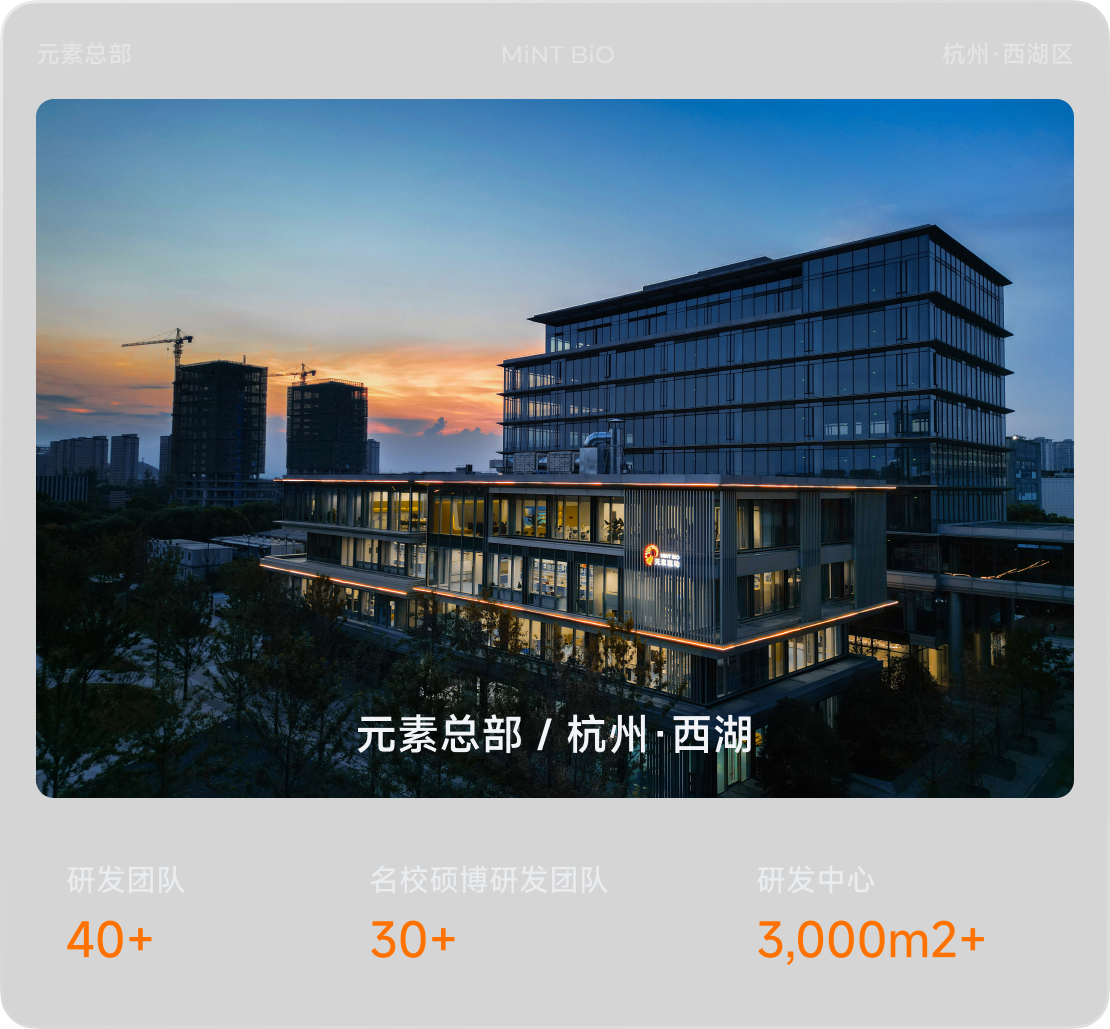 元素总部
MiNT BiO
杭州·西湖区
元素总部 / 杭州·西湖
研发团队
名校硕博研发团队
研发中心
40+
30+
3,000m2+